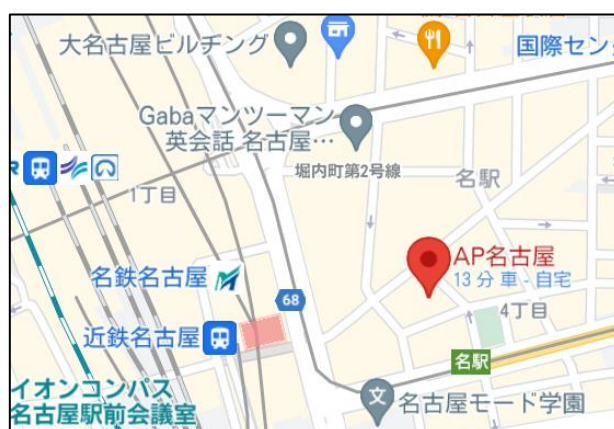 大名古屋ビルヂング
国際セン
Gabaマンツーマン
英会話 名古屋…
堀内町第2号線
名駅
1丁目
AP名古屋
13 分 車 - 自宅
名鉄名古屋
68
4丁目
近鉄名古屋
名駅
イオンコンパス
名古屋駅前会議室
文
名古屋モード学園